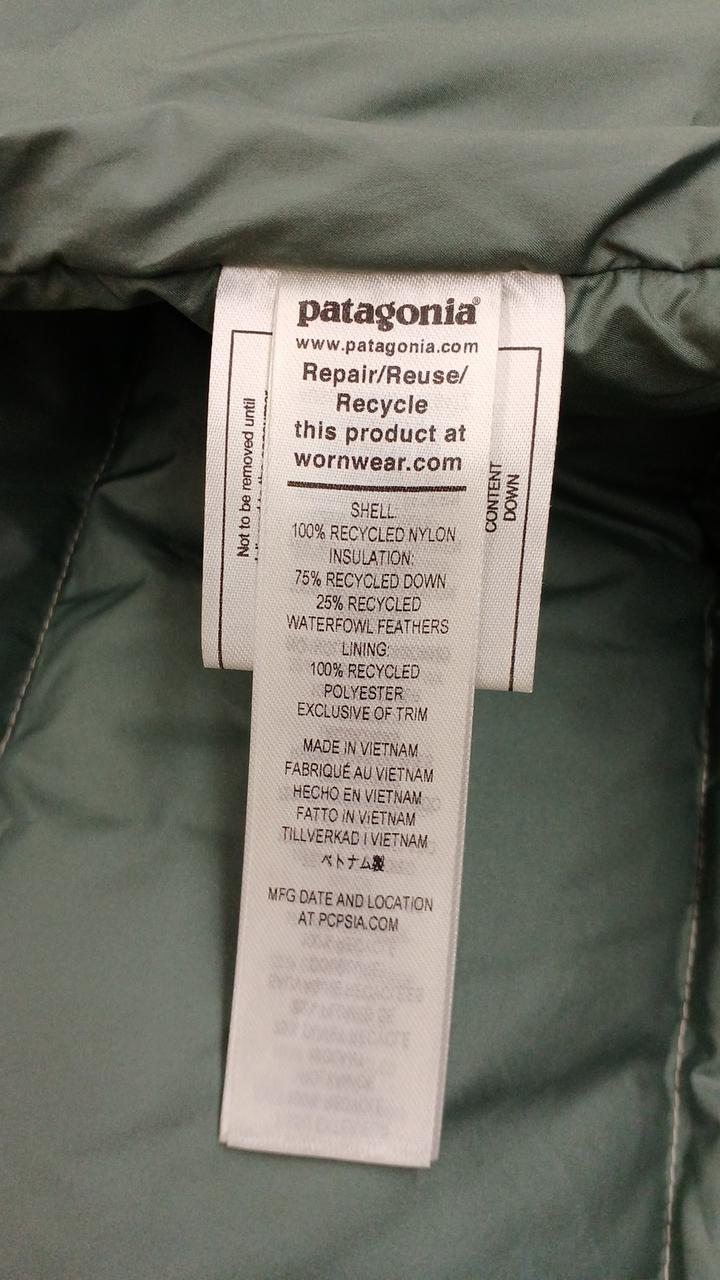 patagonia®
www.patagonia.com
Repair/Reuse/
Recycle
this product at
wornwear.com
SHELL:
100% RECYCLED NYLON
INSULATION:
75% RECYCLED DOWN
25% RECYCLED
WATERFOWL FEATHERS
LINING:
100% RECYCLED
POLYESTER
EXCLUSIVE OF TRIM
MADE IN VIETNAM
FABRIQUÉ AU VIETNAM
HECHO EN VIETNAM
FATTO IN VIETNAM
TILLVERKAD I VIETNAM
ベトナム製
MFG DATE AND LOCATION
AT PCPSIA.COM
Not to be removed until
CONTENT
DOWN